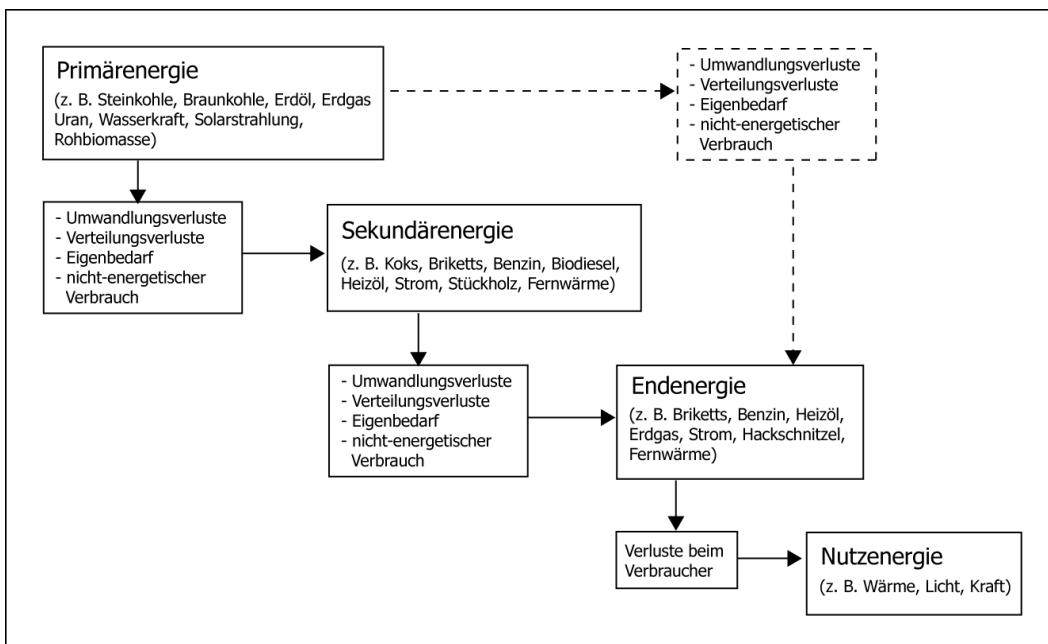 Primärenergie
(z. B. Steinkohle, Braunkohle, Erdöl, Erdgas
Uran, Wasserkraft, Solarstrahlung,
Rohbiomasse)
- Umwandlungsverluste
- Verteilungsverluste
- Eigenbedarf
- nicht-energetischer
Verbrauch
- Umwandlungsverluste
- Verteilungsverluste
- Eigenbedarf
- nicht-energetischer
Verbrauch
Sekundärenergie
(z. B. Koks, Briketts, Benzin, Biodiesel,
Heizöl, Strom, Stückholz, Fernwärme)
- Umwandlungsverluste
- Verteilungsverluste
- Eigenbedarf
- nicht-energetischer
Verbrauch
Endenergie
(z. B. Briketts, Benzin, Heizöl,
Erdgas, Strom, Hackschnitzel,
Fernwärme)
Verluste beim
Verbraucher
Nutzenergie
(z. B. Wärme, Licht, Kraft)